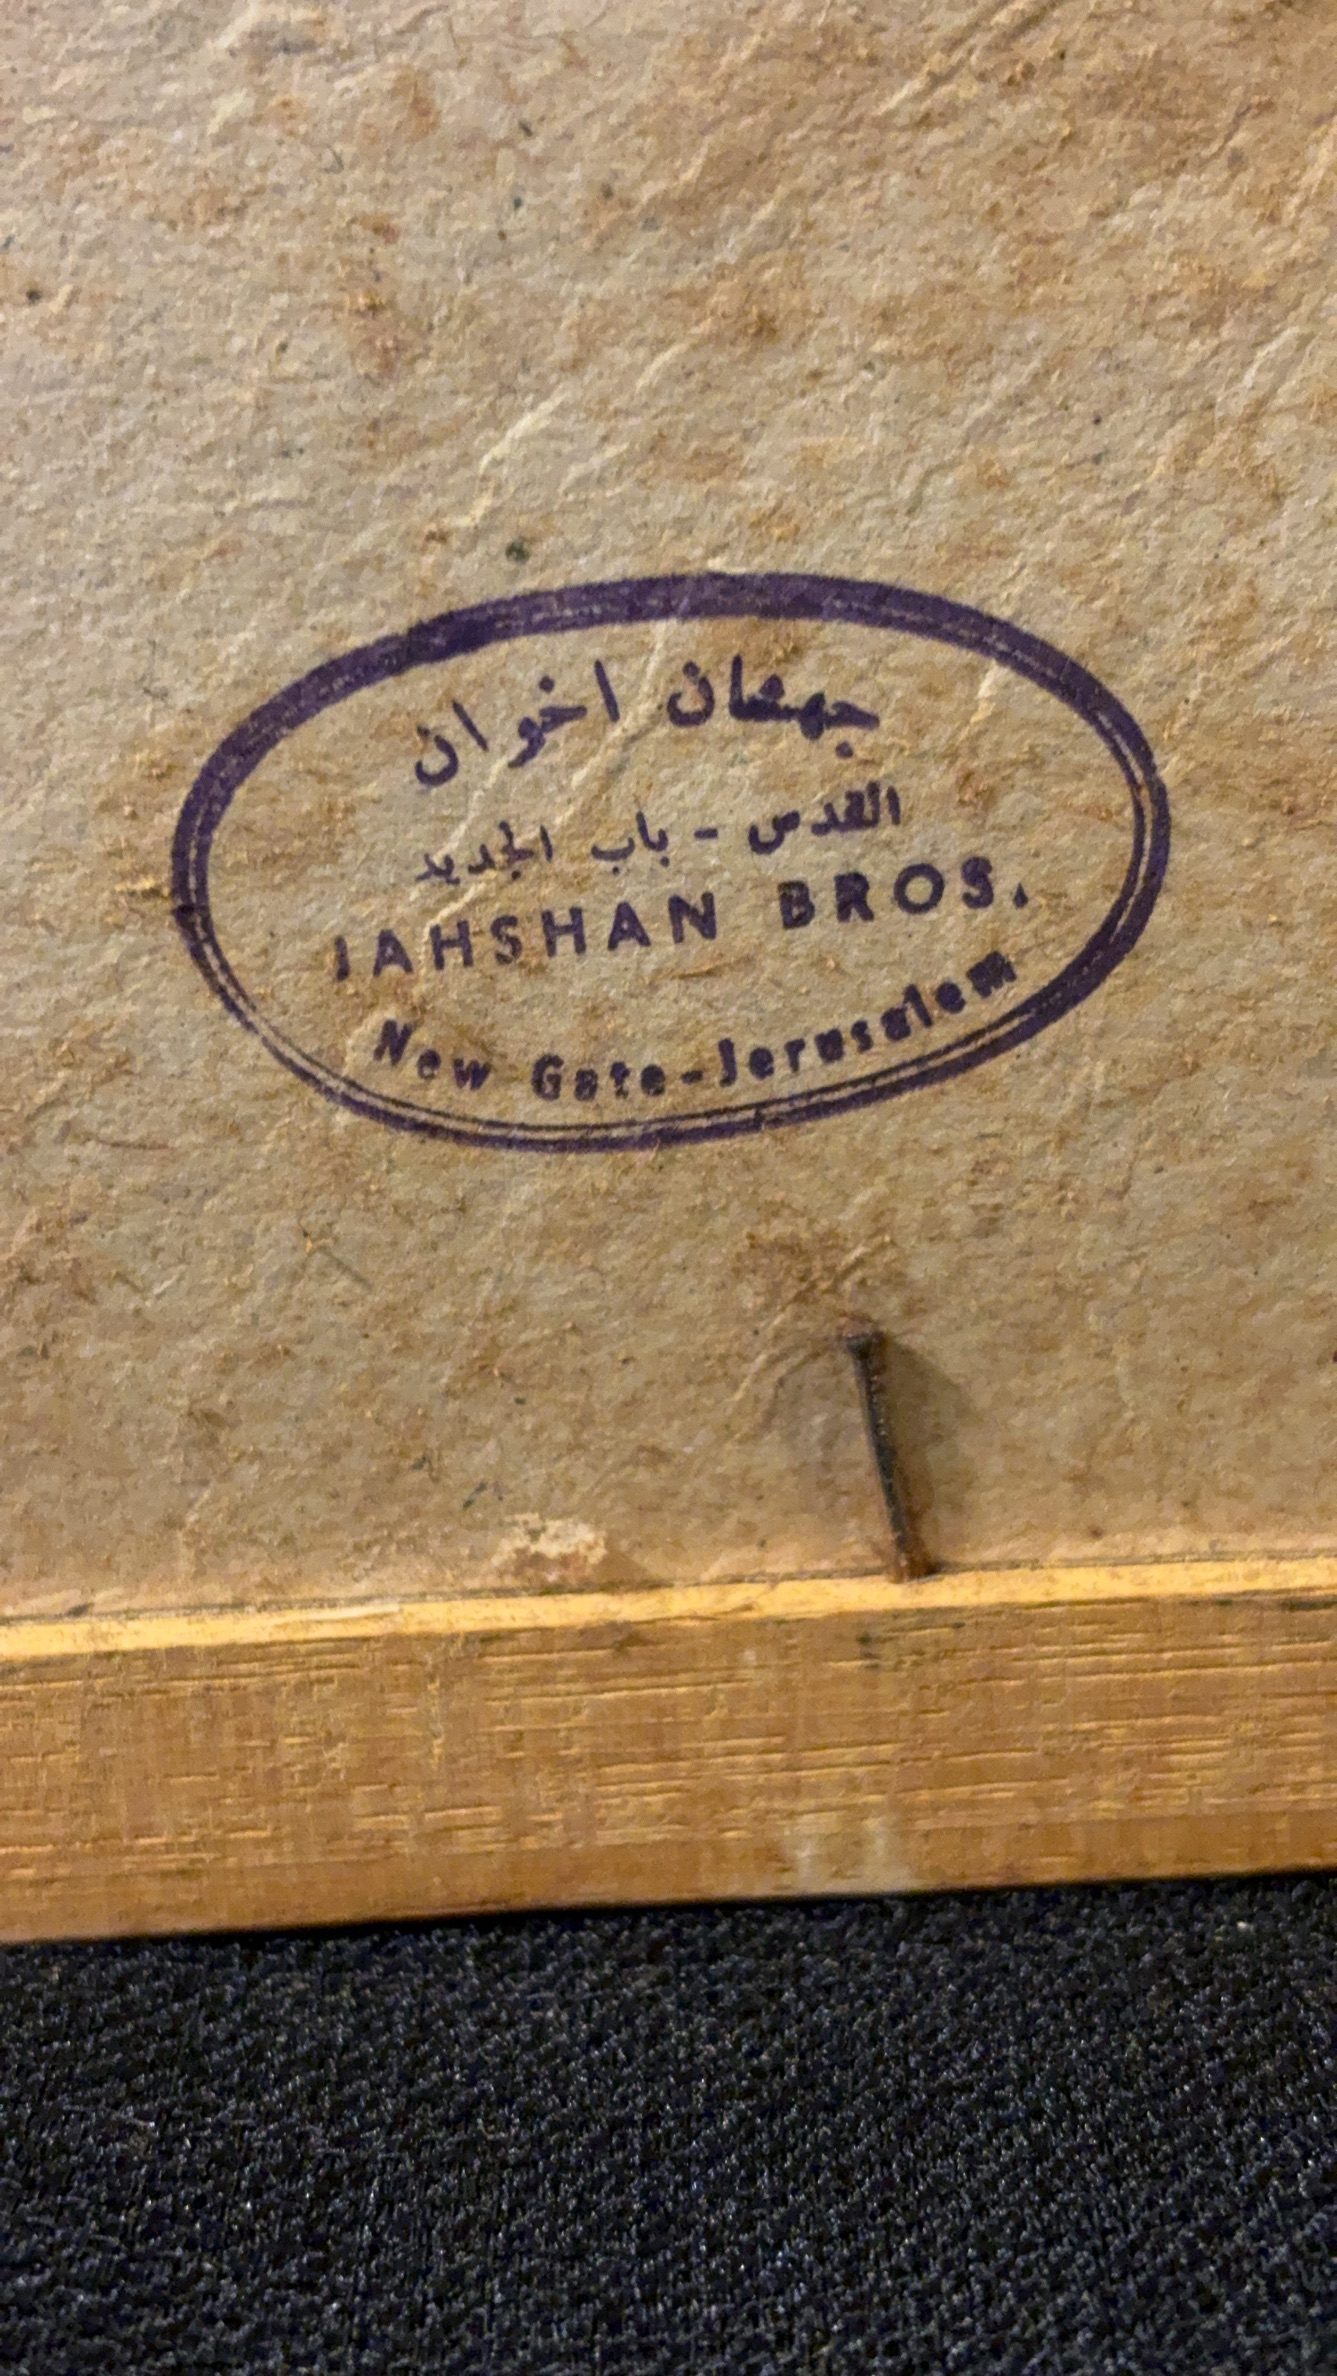 جهشان اخوان
القدس - باب الجديد
JAHSHAN BROS.
New Gate-Jerusalem